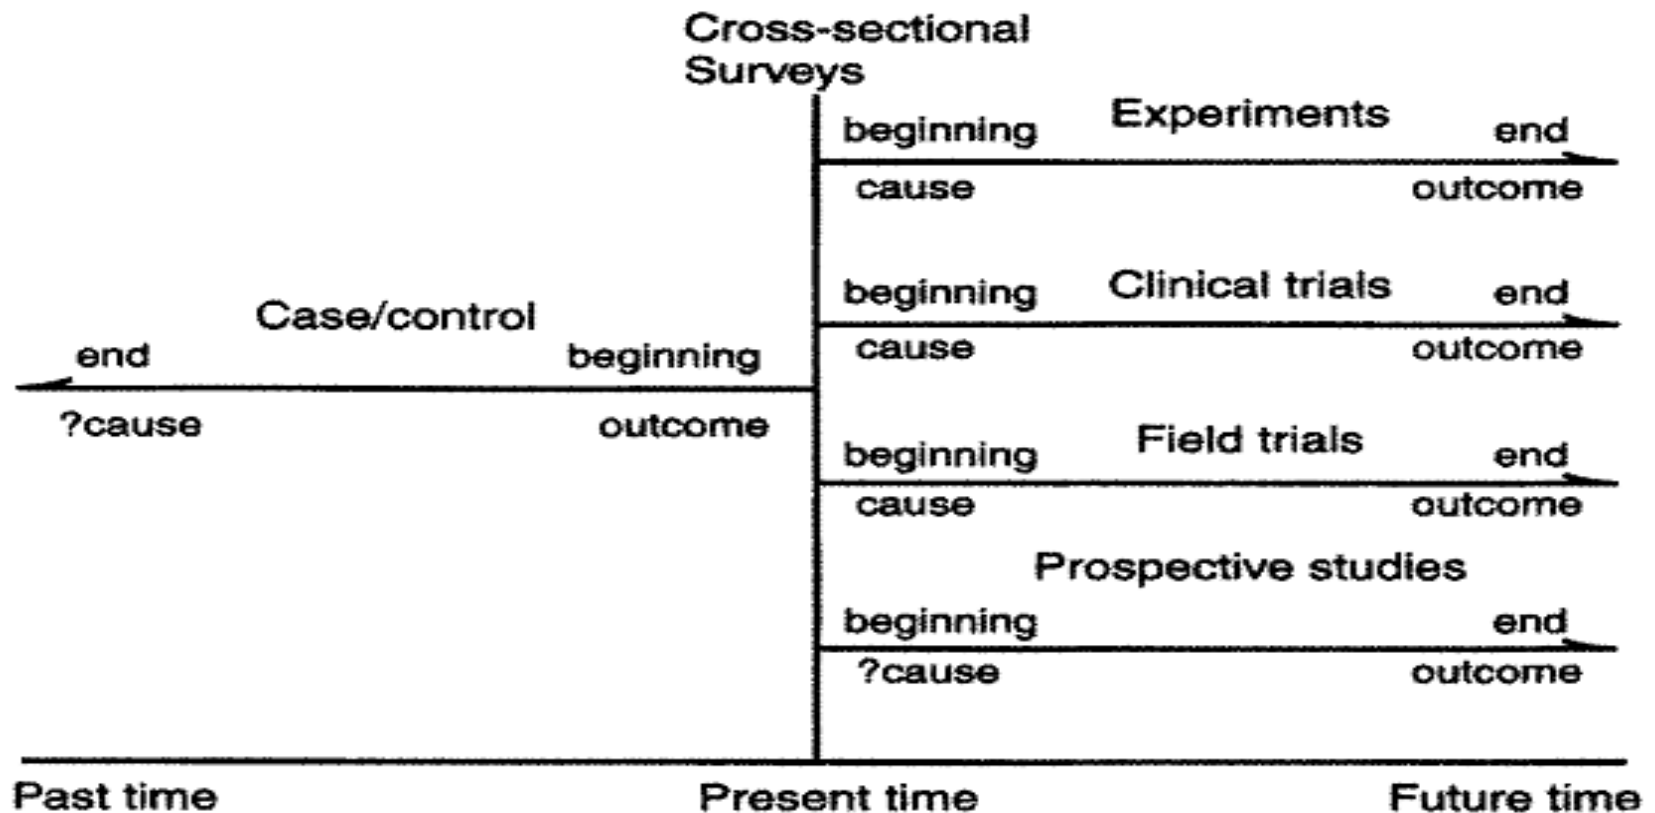 Cross-sectional
Surveys
beginning Experiments end
cause outcome
beginning Clinical trials end
cause outcome
Case/control
end beginning
?cause outcome
beginning Field trials end
cause outcome
Prospective studies
beginning end
?cause outcome
Past time Present time Future time